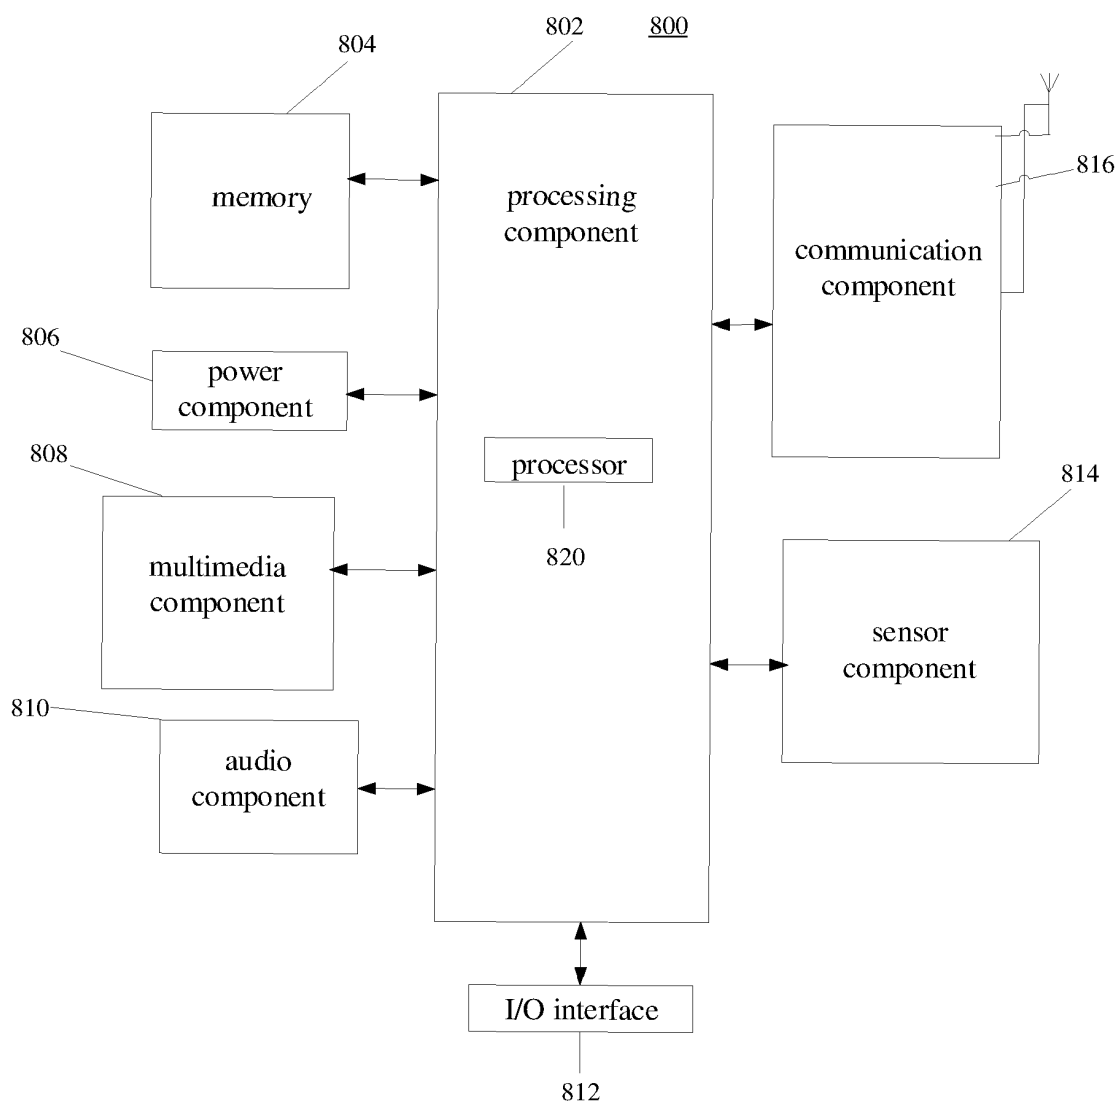 802
800
804
816
memory
processing
component
communication
component
806
power
component
808
processor
814
820
multimedia
component
sensor
component
810
audio
component
I/O interface
812